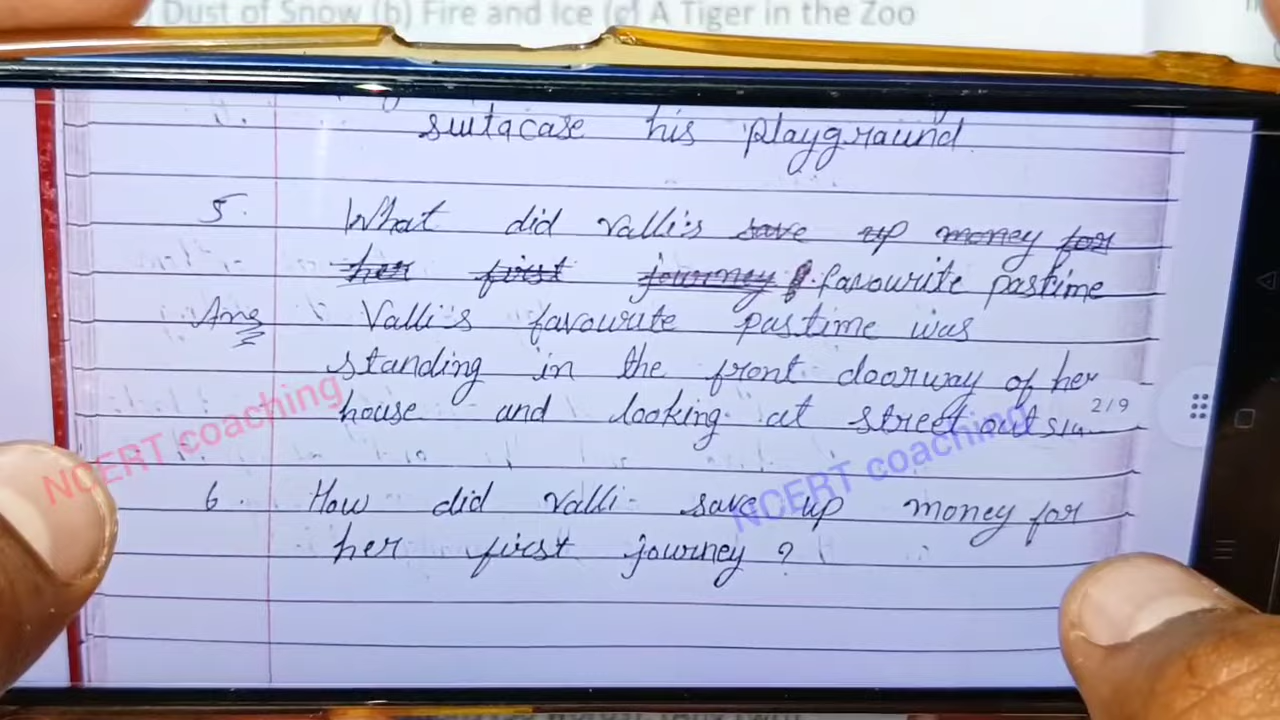 Dust of Snow (b) Fire and Ice (c) A Tiger in the Zoo
suitacase his playground
5. What did Valli's save up money for
her first journey favourite pastime
Ans Valli's favourite pastime was
standing in the front doorway of her
house and looking at street outsi
2/9
NCERT coaching
NCERT coaching
6. How did Valli save up money for
her first journey ?